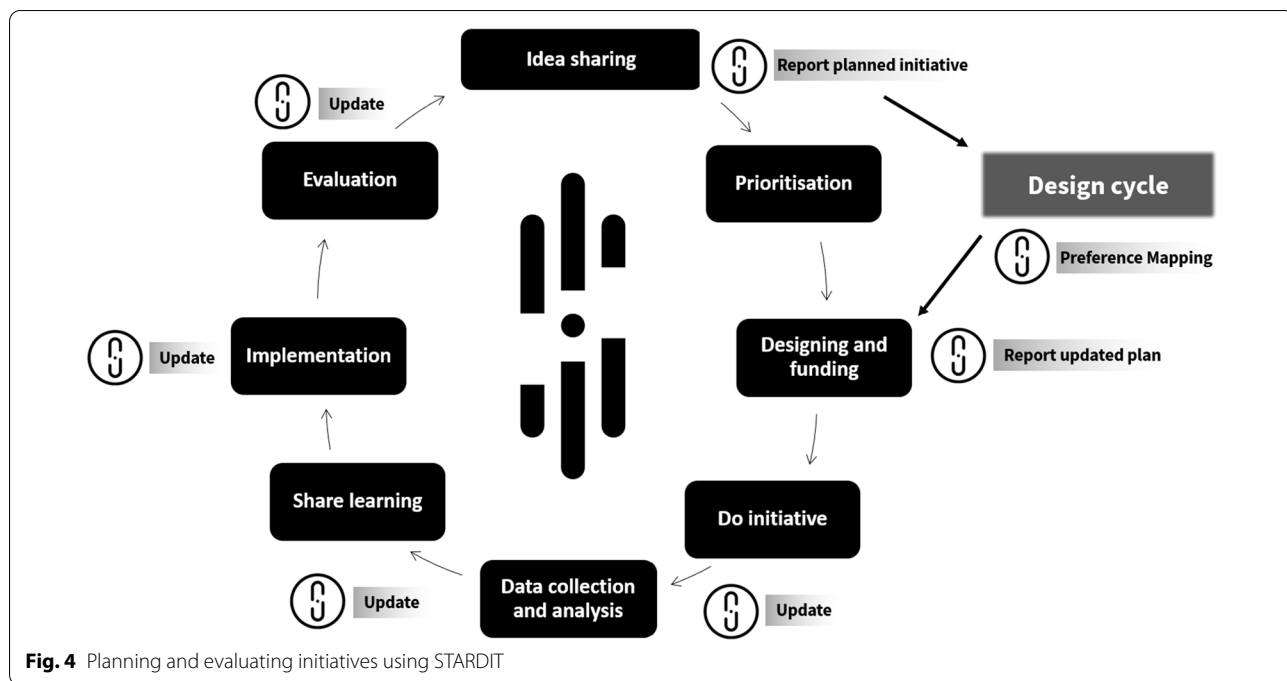 Idea sharing
Report planned initiative
Update
Evaluation
Prioritisation
Design cycle
Preference Mapping
Update
Implementation
Designing and
funding
Report updated plan
Share learning
Do initiative
Update
Data collection
and analysis
Update
Fig. 4 Planning and evaluating initiatives using STARDIT